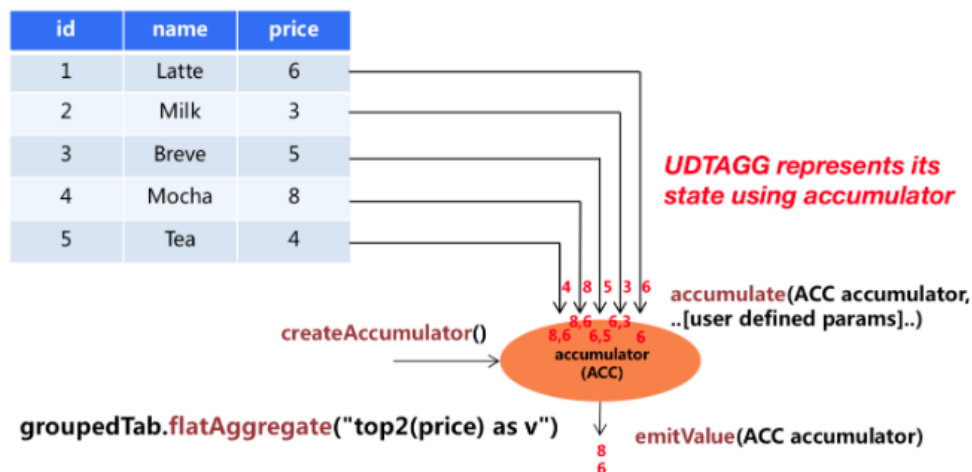 id name price
1 Latte 6
2 Milk 3
3 Breve 5
4 Mocha 8
5 Tea 4
UDTAGG represents its
state using accumulator
4 8 5 3 6
accumulate(ACC accumulator,
..[user defined params]..)
createAccumulator()
8,6 6,3
8,6 6,5 6
accumulator
(ACC)
groupedTab.flatAggregate("top2(price) as v")
emitValue(ACC accumulator)
8
6